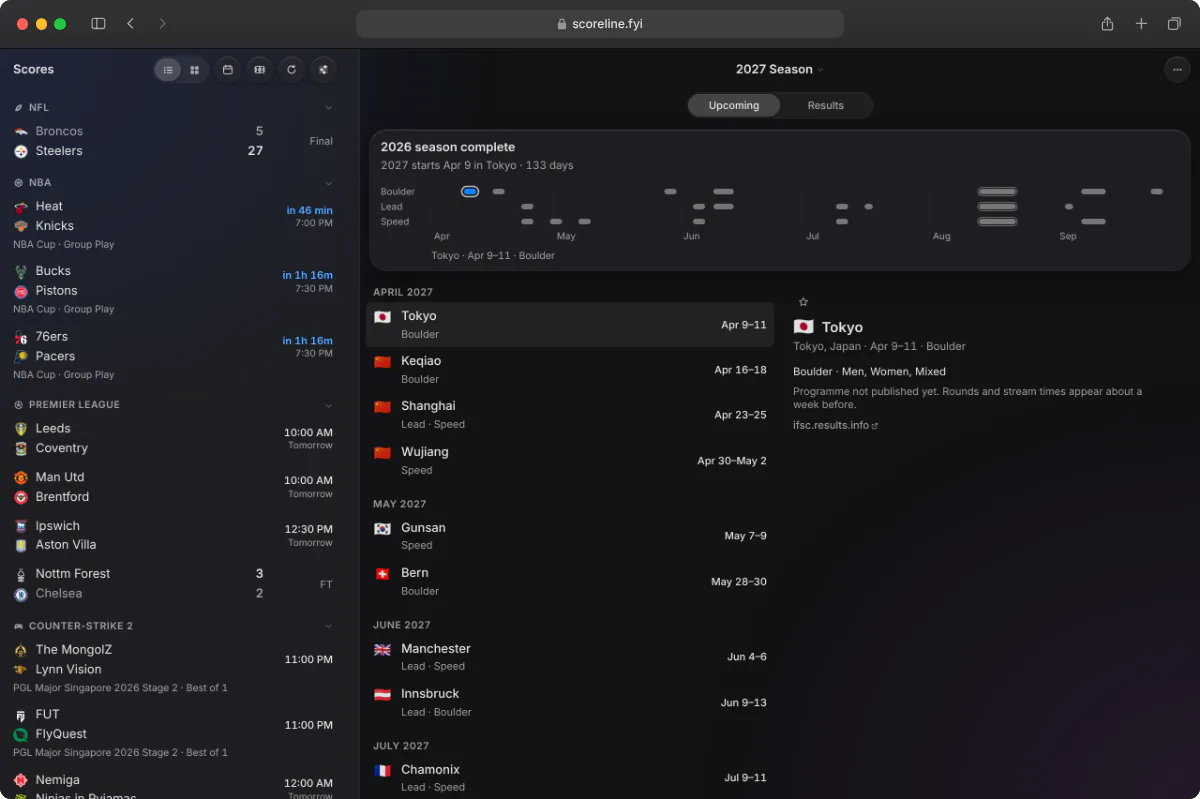 scoreline.fyi
Scores
NFL
Broncos 5
Steelers 27
Final
NBA
Heat
Knicks
in 46 min
7:00 PM
NBA Cup · Group Play
Bucks
Pistons
in 1h 16m
7:30 PM
NBA Cup · Group Play
76ers
Pacers
in 1h 16m
7:30 PM
NBA Cup · Group Play
PREMIER LEAGUE
Leeds
Coventry
10:00 AM
Tomorrow
Man Utd
Brentford
10:00 AM
Tomorrow
Ipswich
Aston Villa
12:30 PM
Tomorrow
Nottm Forest 3
Chelsea 2
FT
COUNTER-STRIKE 2
The MongolZ
Lynn Vision
11:00 PM
PGL Major Singapore 2026 Stage 2 · Best of 1
FUT
FlyQuest
11:00 PM
PGL Major Singapore 2026 Stage 2 · Best of 1
Nemiga
Ninjas in Pyjamas
12:00 AM
Tomorrow
2027 Season
Upcoming
Results
2026 season complete
2027 starts Apr 9 in Tokyo · 133 days
Boulder
Lead
Speed
Apr May Jun Jul Aug Sep
Tokyo · Apr 9–11 · Boulder
APRIL 2027
Tokyo
Boulder
Apr 9–11
Keqiao
Boulder
Apr 16–18
Shanghai
Lead · Speed
Apr 23–25
Wujiang
Speed
Apr 30–May 2
MAY 2027
Gunsan
Speed
May 7–9
Bern
Boulder
May 28–30
JUNE 2027
Manchester
Lead · Speed
Jun 4–6
Innsbruck
Lead · Boulder
Jun 9–13
JULY 2027
Chamonix
Lead · Speed
Jul 9–11
Tokyo
Tokyo, Japan · Apr 9–11 · Boulder
Boulder · Men, Women, Mixed
Programme not published yet. Rounds and stream times appear about a
week before.
ifsc.results.info